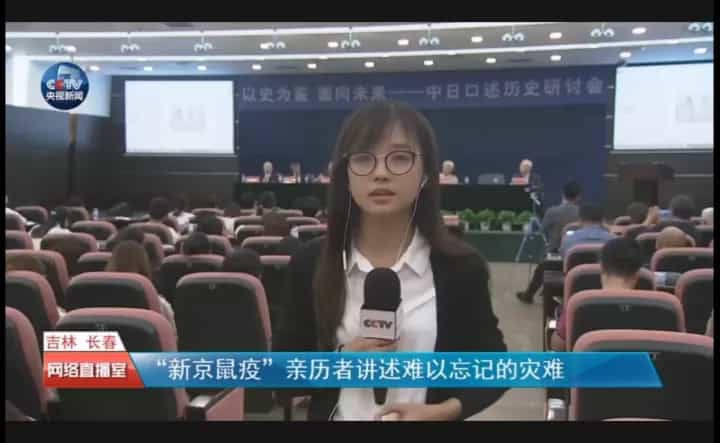 CCTV
央视新闻
以史为鉴 面向未来——中日口述历史研讨会
CCTV
吉林 长春
网络直播室
“新京鼠疫”亲历者讲述难以忘记的灾难